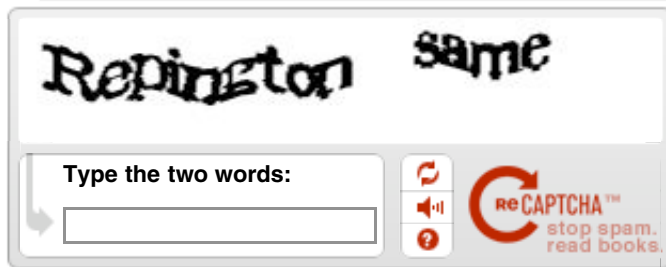 Repington same
Type the two words:
ReCAPTCHA™
stop spam.
read books.